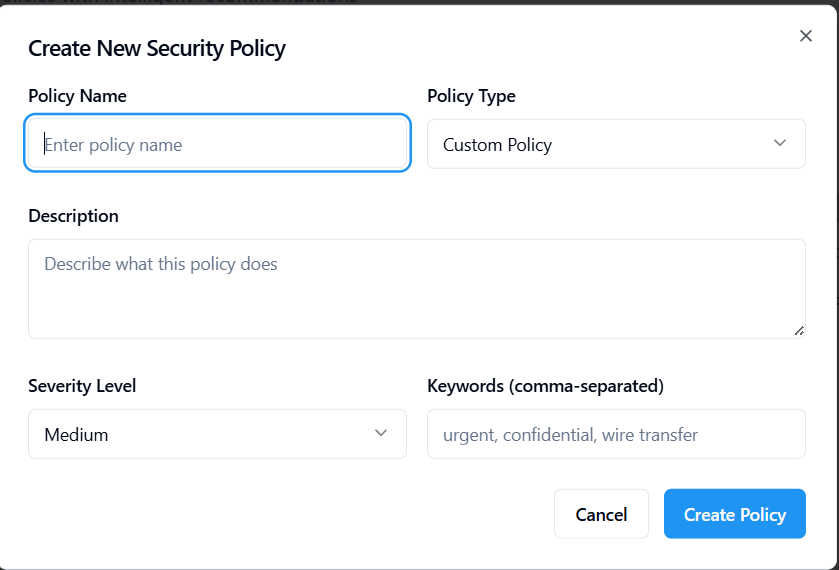 Create New Security Policy
Policy Name
Policy Type
Enter policy name
Custom Policy
Description
Describe what this policy does
Severity Level
Keywords (comma-separated)
Medium
urgent, confidential, wire transfer
Cancel
Create Policy